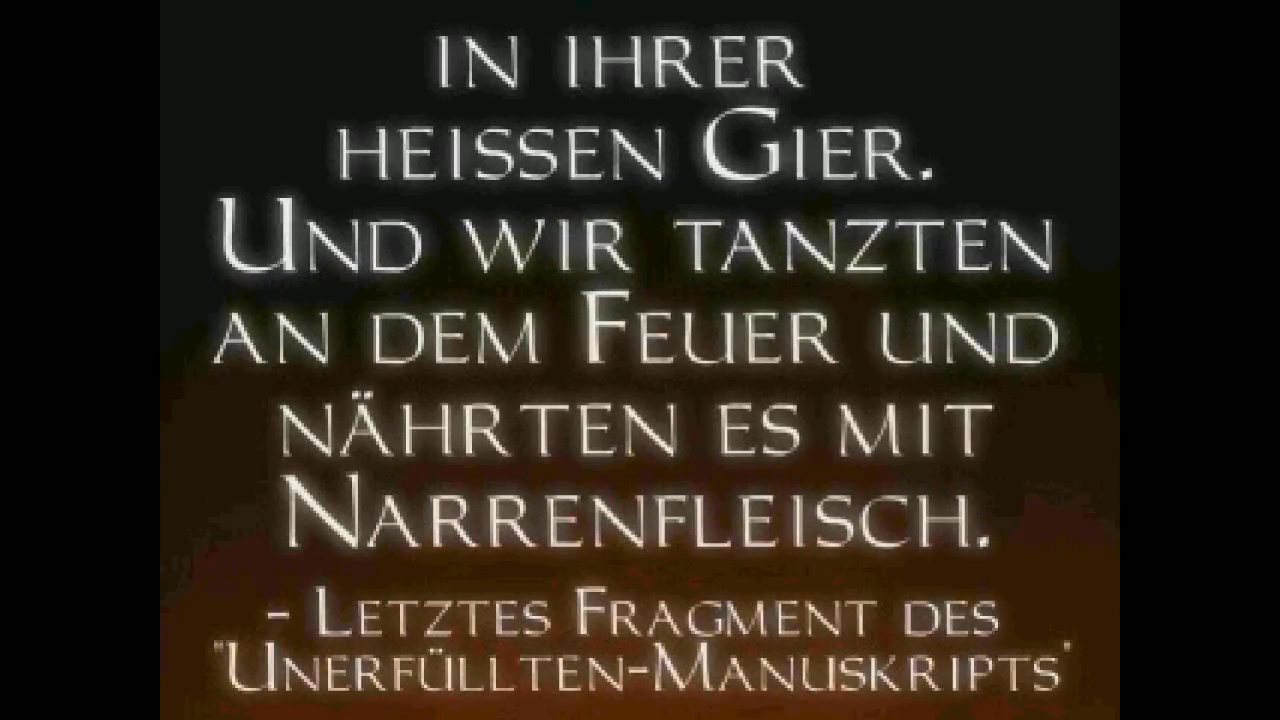 IN IHRER
HEISSEN GIER.
UND WIR TANZTEN
AN DEM FEUER UND
NÄHRTEN ES MIT
NARRENFLEISCH.
- LETZTES FRAGMENT DES
"UNERFÜLLTEN-MANUSKRIPTS"